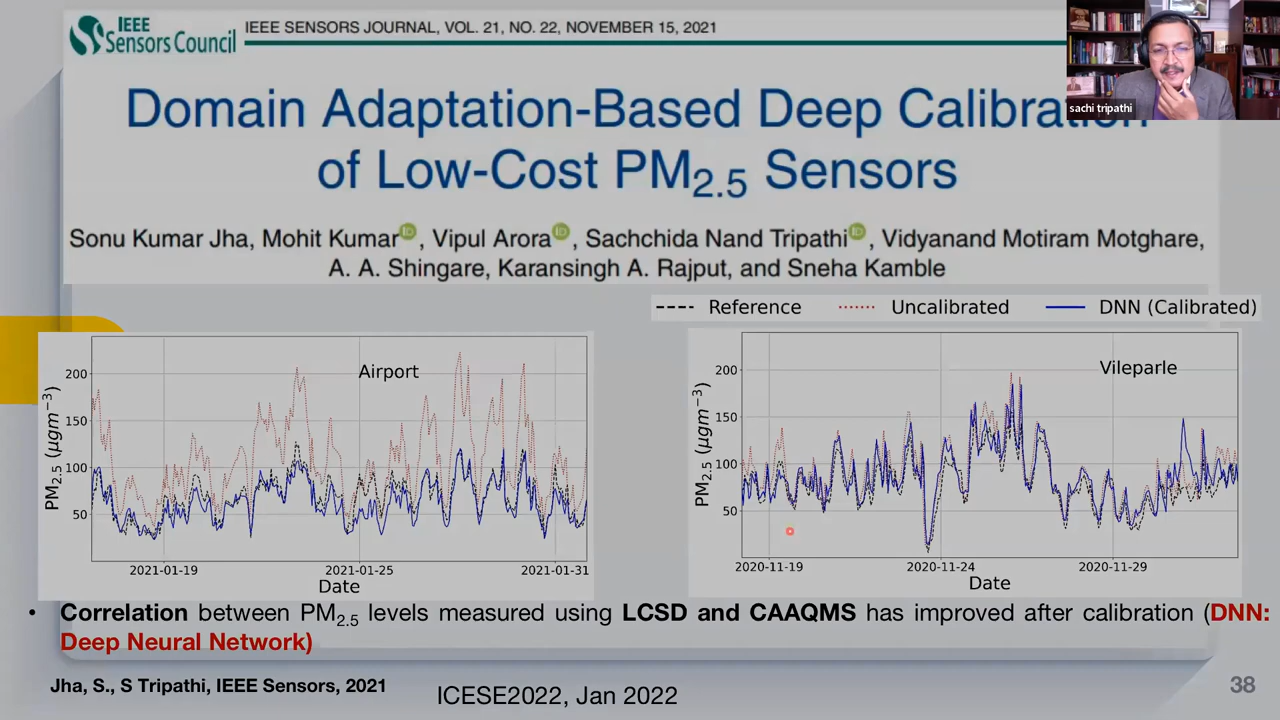 IEEE
Sensors Council
IEEE SENSORS JOURNAL, VOL. 21, NO. 22, NOVEMBER 15, 2021
sachi tripathi
Domain Adaptation-Based Deep Calibration
of Low-Cost PM2.5 Sensors
Sonu Kumar Jha, Mohit Kumar, Vipul Arora, Sachchida Nand Tripathi, Vidyanand Motiram Motghare,
A. A. Shingare, Karansingh A. Rajput, and Sneha Kamble
Reference Uncalibrated DNN (Calibrated)
Airport
PM2.5 (μgm−3)
200
150
100
50
2021-01-19 2021-01-25 2021-01-31
Date
Vileparle
PM2.5 (μgm−3)
200
150
100
50
2020-11-19 2020-11-24 2020-11-29
Date
• Correlation between PM2.5 levels measured using LCSD and CAAQMS has improved after calibration (DNN:
Deep Neural Network)
Jha, S., S Tripathi, IEEE Sensors, 2021
ICESE2022, Jan 2022
38